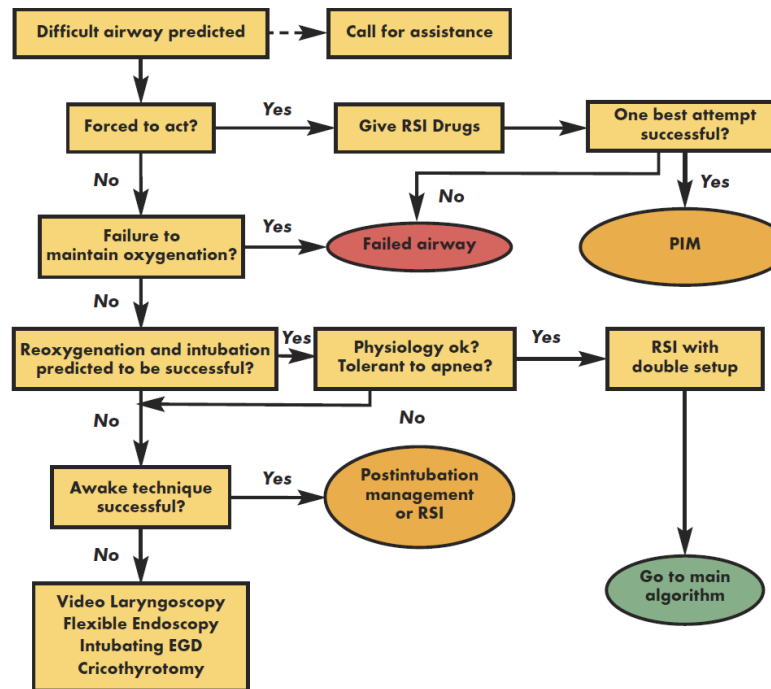 Difficult airway predicted
Call for assistance
Forced to act?
Yes
Give RSI Drugs
One best attempt
successful?
No
No
Yes
Failure to
maintain oxygenation?
Yes
Failed airway
PIM
No
Reoxygenation and intubation
predicted to be successful?
Yes
Physiology ok?
Tolerant to apnea?
Yes
RSI with
double setup
No
No
Awake technique
successful?
Yes
Postintubation
management
or RSI
No
Go to main
algorithm
Video Laryngoscopy
Flexible Endoscopy
Intubating EGD
Cricothyrotomy